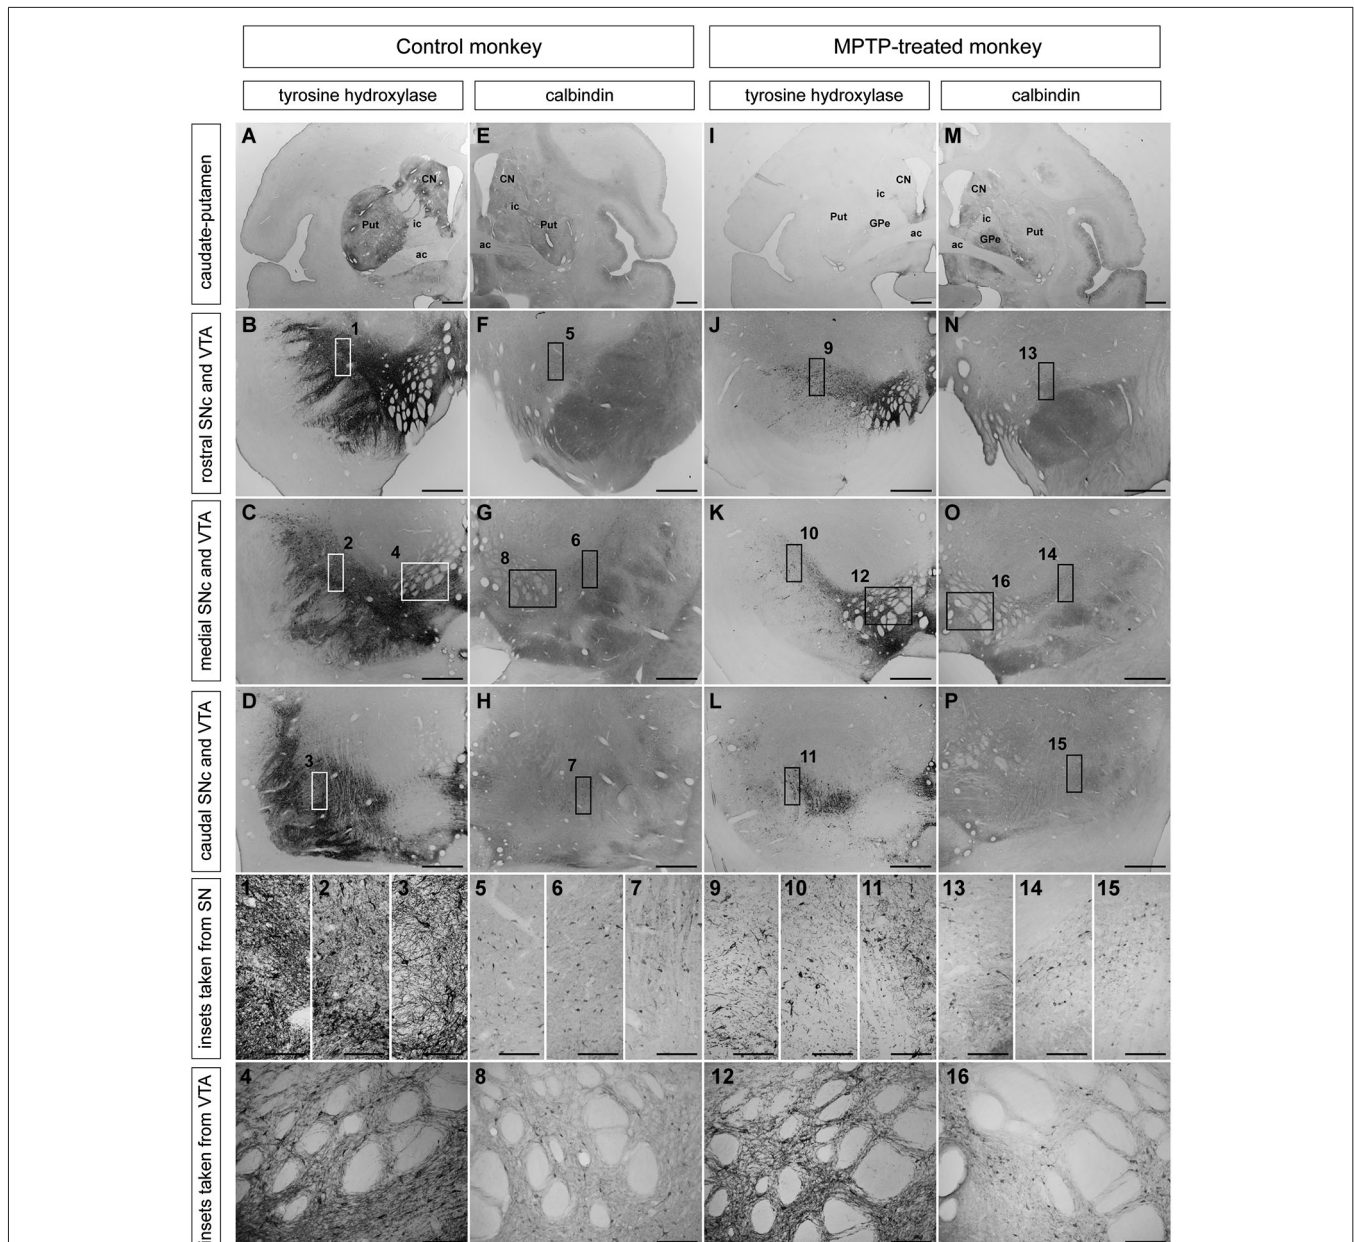 Control monkey
MPTP-treated monkey
tyrosine hydroxylase
calbindin
tyrosine hydroxylase
calbindin
caudate-putamen
A
CN
Put
ic
ac
E
CN
ic
Put
ac
I
CN
ic
Put
GPe
ac
M
CN
ic
GPe
Put
ac
rostral SNc and VTA
B
1
F
5
J
9
N
13
medial SNc and VTA
C
2
4
G
6
8
K
10
12
O
14
16
caudal SNc and VTA
D
3
H
7
L
11
P
15
insets taken from SN
1
2
3
5
6
7
9
10
11
13
14
15
insets taken from VTA
4
8
12
16